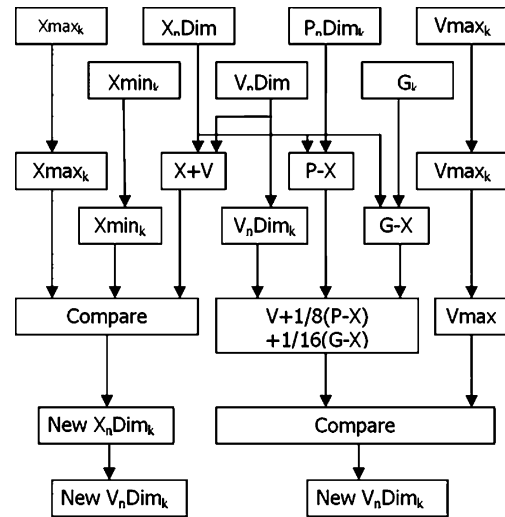 Xmaxₖ
XₙDim
PₙDimₖ
Vmaxₖ
Xminₖ
VₙDim
Gₖ
Xmaxₖ
X+V
P-X
Vmaxₖ
Xminₖ
VₙDimₖ
G-X
Compare
V+1/8(P-X)
+1/16(G-X)
Vmax
New XₙDimₖ
Compare
New VₙDimₖ
New VₙDimₖ